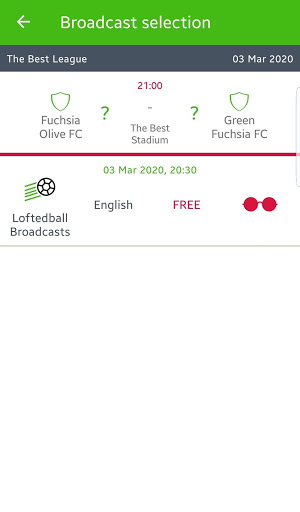 Broadcast selection
The Best League 03 Mar 2020
21:00
Fuchsia
Olive FC
?
-
The Best
Stadium
?
Green
Fuchsia FC
03 Mar 2020, 20:30
Loftedball
Broadcasts
English
FREE